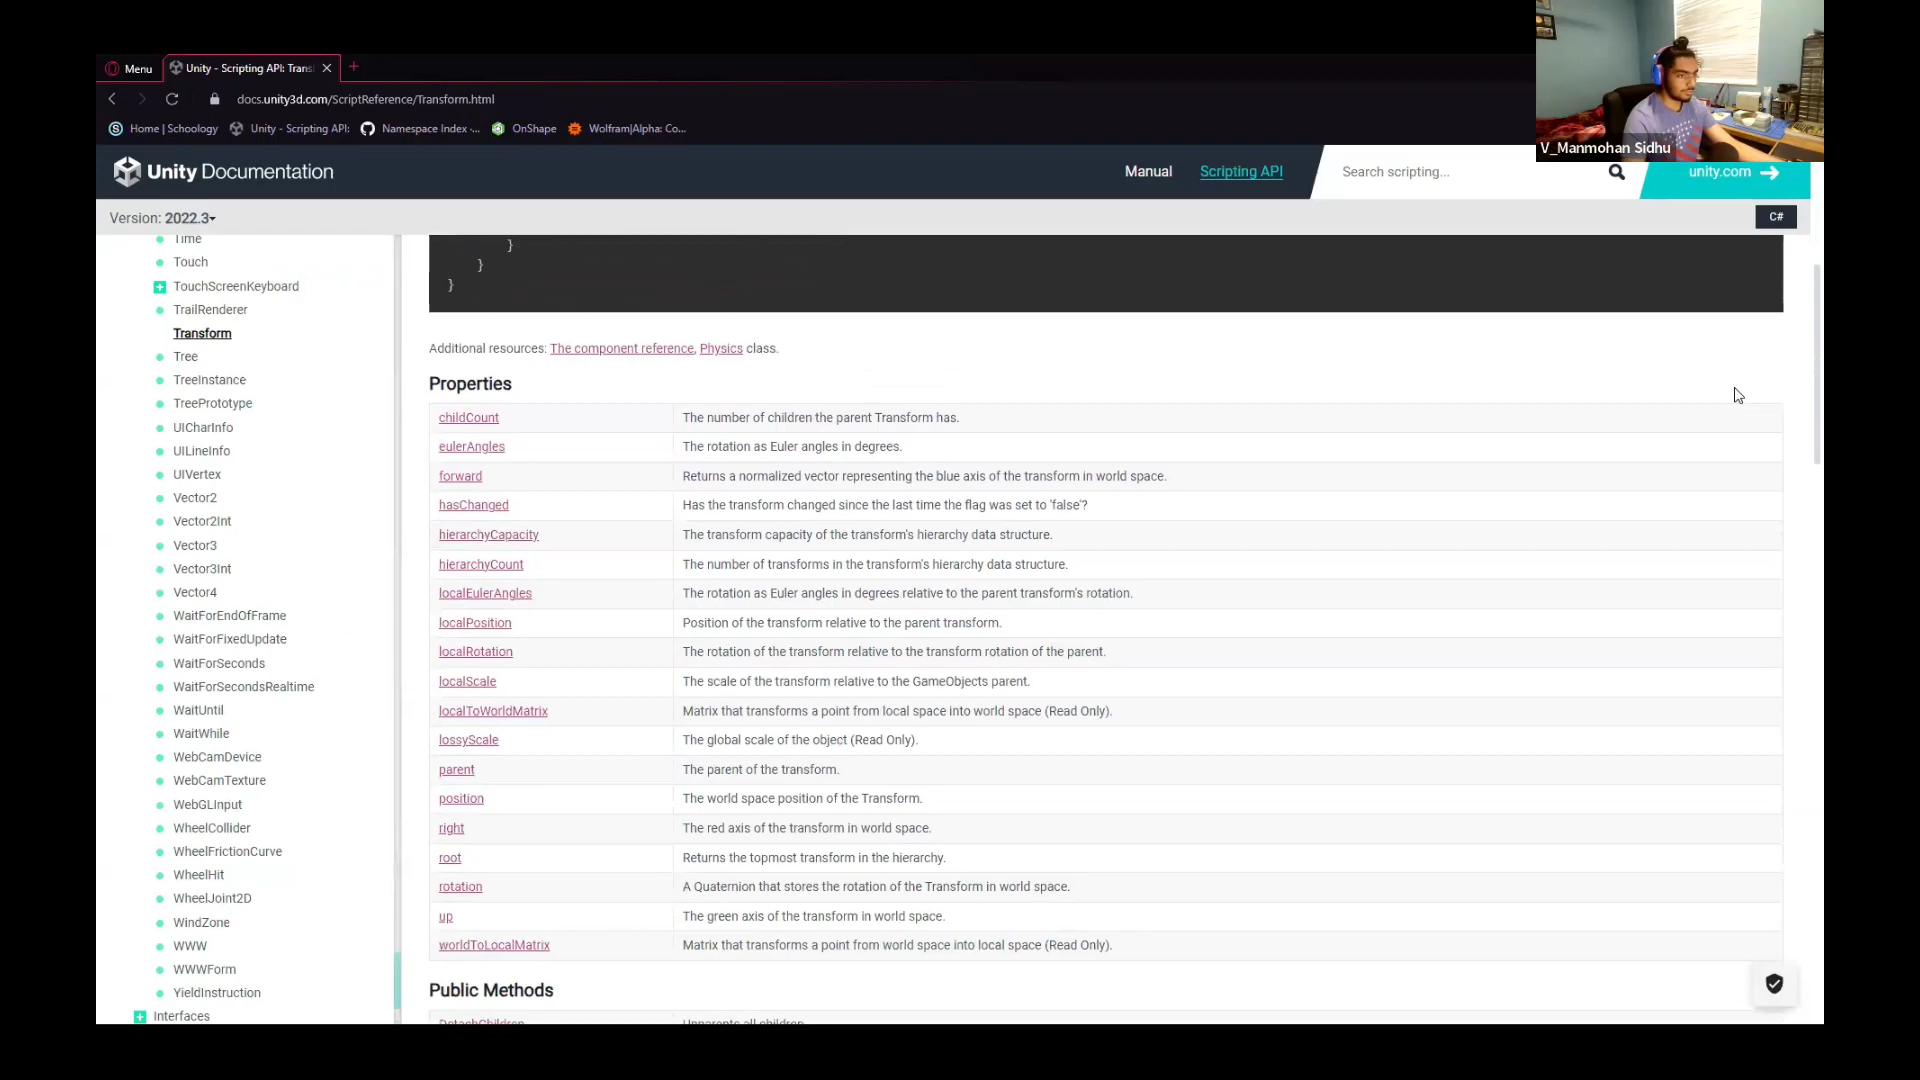 Menu
Unity - Scripting API: Trans
docs.unity3d.com/ScriptReference/Transform.html
Home | Schoology
Unity - Scripting API:
Namespace Index -...
OnShape
Wolfram|Alpha: Co...
V_Manmohan Sidhu
Unity Documentation
Manual
Scripting API
Search scripting...
unity.com
Version: 2022.3
C#
Time
Touch
TouchScreenKeyboard
TrailRenderer
Transform
Tree
TreeInstance
TreePrototype
UICharInfo
UILineInfo
UIVertex
Vector2
Vector2Int
Vector3
Vector3Int
Vector4
WaitForEndOfFrame
WaitForFixedUpdate
WaitForSeconds
WaitForSecondsRealtime
WaitUntil
WaitWhile
WebCamDevice
WebCamTexture
WebGLInput
WheelCollider
WheelFrictionCurve
WheelHit
WheelJoint2D
WindZone
WWW
WWWForm
YieldInstruction
Interfaces
}
}
}
Additional resources: The component reference, Physics class.
Properties
childCount The number of children the parent Transform has.
eulerAngles The rotation as Euler angles in degrees.
forward Returns a normalized vector representing the blue axis of the transform in world space.
hasChanged Has the transform changed since the last time the flag was set to 'false'?
hierarchyCapacity The transform capacity of the transform's hierarchy data structure.
hierarchyCount The number of transforms in the transform's hierarchy data structure.
localEulerAngles The rotation as Euler angles in degrees relative to the parent transform's rotation.
localPosition Position of the transform relative to the parent transform.
localRotation The rotation of the transform relative to the transform rotation of the parent.
localScale The scale of the transform relative to the GameObjects parent.
localToWorldMatrix Matrix that transforms a point from local space into world space (Read Only).
lossyScale The global scale of the object (Read Only).
parent The parent of the transform.
position The world space position of the Transform.
right The red axis of the transform in world space.
root Returns the topmost transform in the hierarchy.
rotation A Quaternion that stores the rotation of the Transform in world space.
up The green axis of the transform in world space.
worldToLocalMatrix Matrix that transforms a point from world space into local space (Read Only).
Public Methods
DetachChildren Unparents all children.